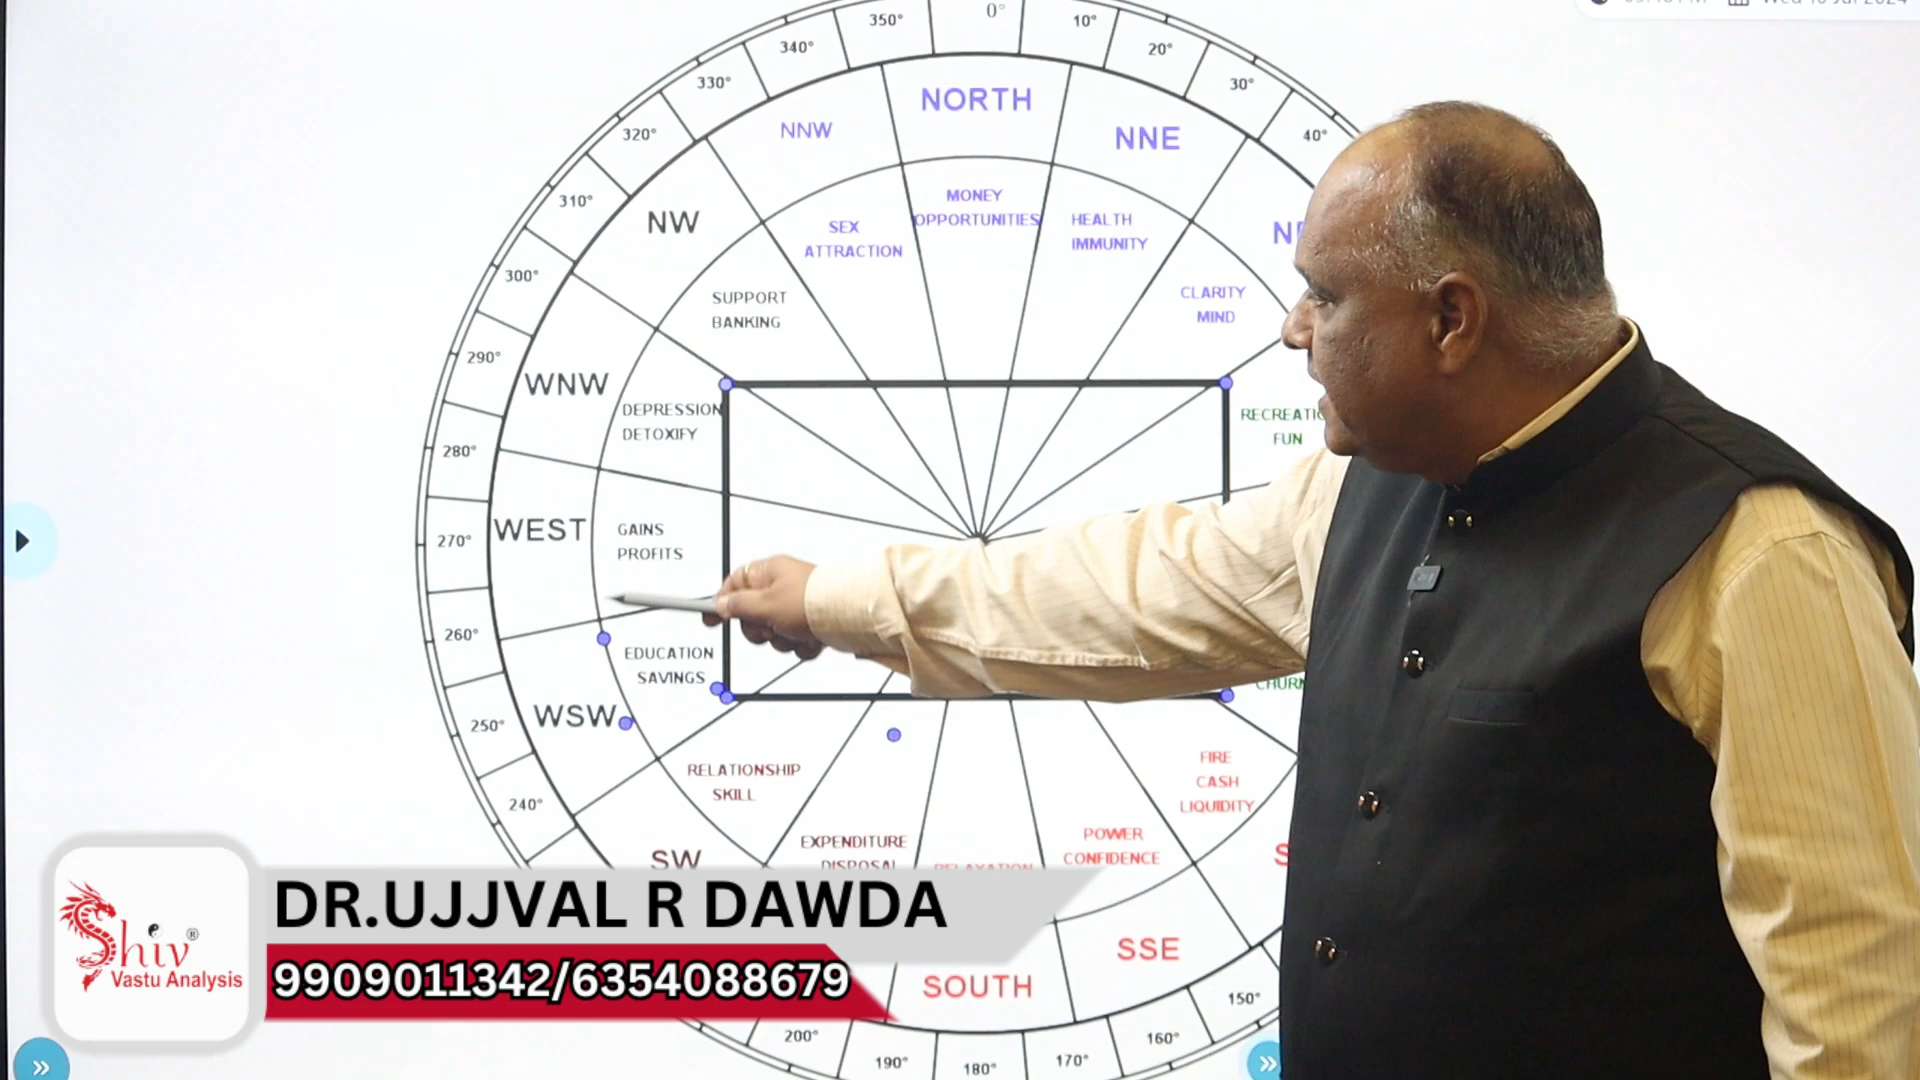 0°
350°
10°
340°
20°
330°
30°
320°
40°
310°
300°
290°
280°
270°
260°
250°
240°
200°
190°
180°
170°
160°
150°
NORTH
NNW
NNE
NW
WNW
WEST
WSW
SW
SOUTH
SSE
MONEY
OPPORTUNITIES
SEX
ATTRACTION
HEALTH
IMMUNITY
CLARITY
MIND
SUPPORT
BANKING
DEPRESSION
DETOXIFY
FUN
GAINS
PROFITS
EDUCATION
SAVINGS
RELATIONSHIP
SKILL
EXPENDITURE
DISPOSAL
RELAXATION
POWER
CONFIDENCE
FIRE
CASH
LIQUIDITY
Shiv®
Vastu Analysis
DR.UJJVAL R DAWDA
9909011342/6354088679